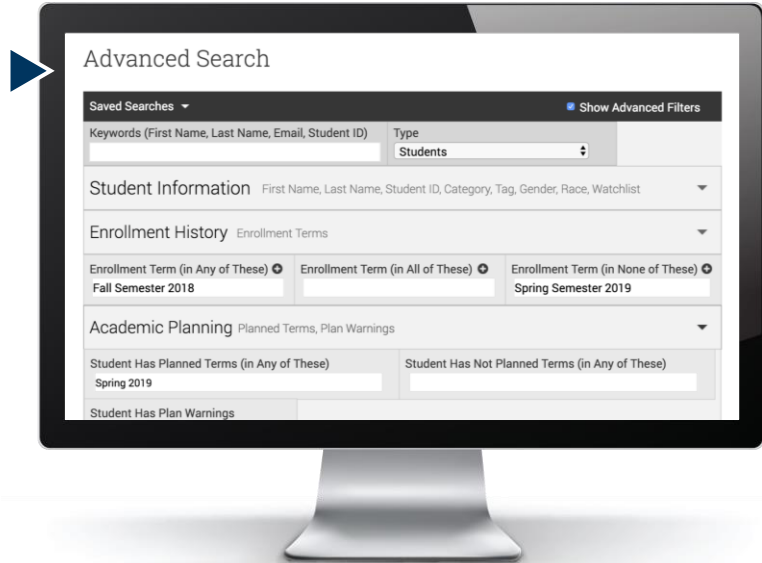 Advanced Search
Saved Searches
Show Advanced Filters
Keywords (First Name, Last Name, Email, Student ID)
Type
Students
Student Information First Name, Last Name, Student ID, Category, Tag, Gender, Race, Watchlist
Enrollment History Enrollment Terms
Enrollment Term (in Any of These)
Enrollment Term (in All of These)
Enrollment Term (in None of These)
Fall Semester 2018
Spring Semester 2019
Academic Planning Planned Terms, Plan Warnings
Student Has Planned Terms (in Any of These)
Student Has Not Planned Terms (in Any of These)
Spring 2019
Student Has Plan Warnings